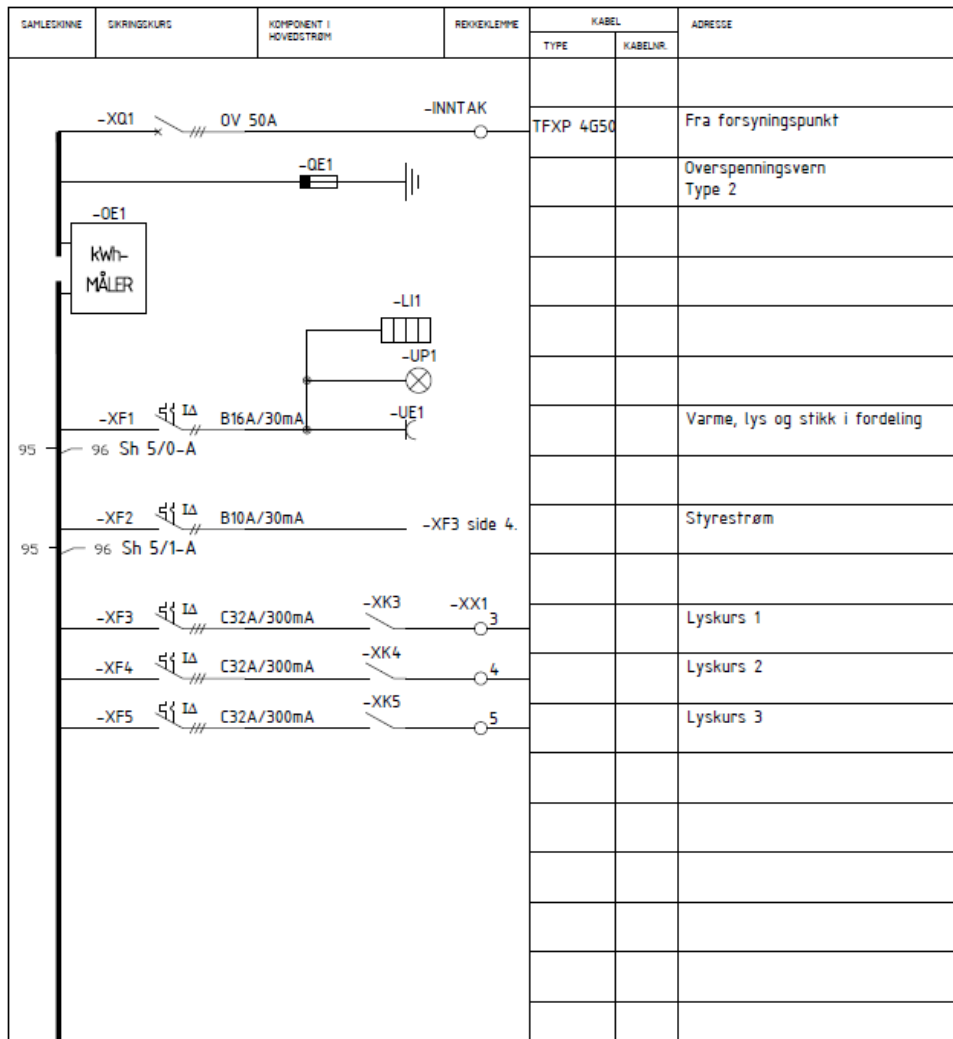 SAMLESKINNE SIKRINGSKURS KOMPONENT I REKKEKLEMME KABEL ADRESSE
HOVEDSTRØM
TYPE KABELNR.
-XQ1 OV 50A -INNTAK TFXP 4G50 Fra forsyningspunkt
-QE1 Overspenningsvern
Type 2
-OE1
kWh-
MÅLER
-LI1
-UP1
-XF1 IΔ B16A/30mA -UE1 Varme, lys og stikk i fordeling
95 96 Sh 5/0-A
-XF2 IΔ B10A/30mA -XF3 side 4. Styrestrøm
95 96 Sh 5/1-A
-XF3 IΔ C32A/300mA -XK3 -XX1 3 Lyskurs 1
-XF4 IΔ C32A/300mA -XK4 4 Lyskurs 2
-XF5 IΔ C32A/300mA -XK5 5 Lyskurs 3